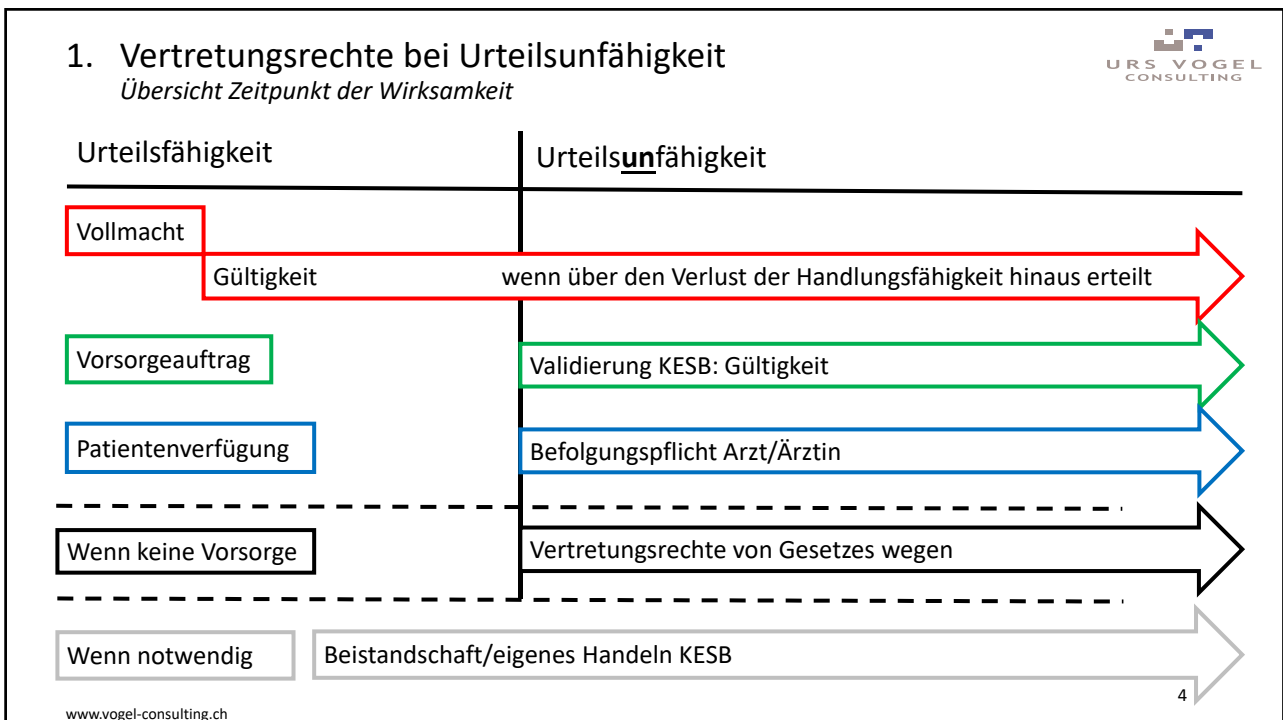 1. Vertretungsrechte bei Urteilsunfähigkeit
Übersicht Zeitpunkt der Wirksamkeit
URS VOGEL
CONSULTING
Urteilsfähigkeit
Urteilsunfähigkeit
Vollmacht
Gültigkeit
wenn über den Verlust der Handlungsfähigkeit hinaus erteilt
Vorsorgeauftrag
Validierung KESB: Gültigkeit
Patientenverfügung
Befolgungspflicht Arzt/Ärztin
Wenn keine Vorsorge
Vertretungsrechte von Gesetzes wegen
Wenn notwendig
Beistandschaft/eigenes Handeln KESB
4
www.vogel-consulting.ch